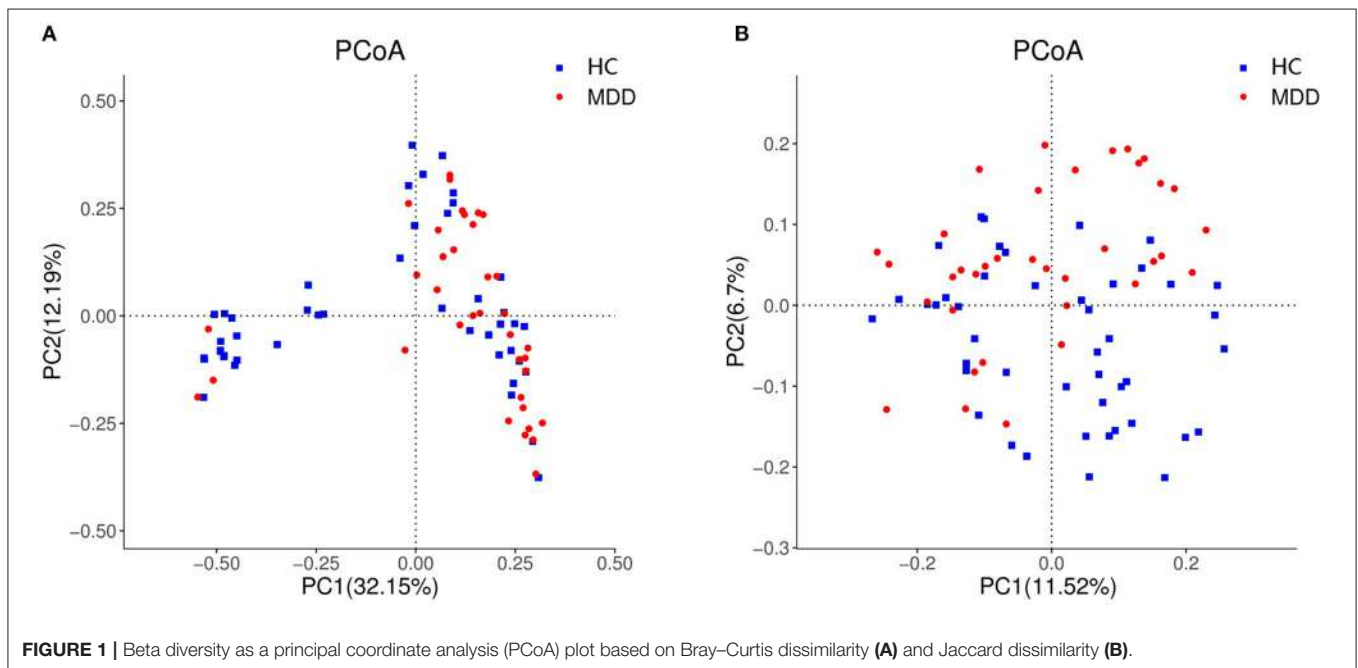 A
PCoA
HC
MDD
0.50
0.25
0.00
−0.25
−0.50
PC2(12.19%)
−0.50
−0.25
0.00
0.25
0.50
PC1(32.15%)
B
PCoA
HC
MDD
0.2
0.1
0.0
−0.1
−0.2
−0.3
PC2(6.7%)
−0.2
0.0
0.2
PC1(11.52%)
FIGURE 1 | Beta diversity as a principal coordinate analysis (PCoA) plot based on Bray–Curtis dissimilarity (A) and Jaccard dissimilarity (B).